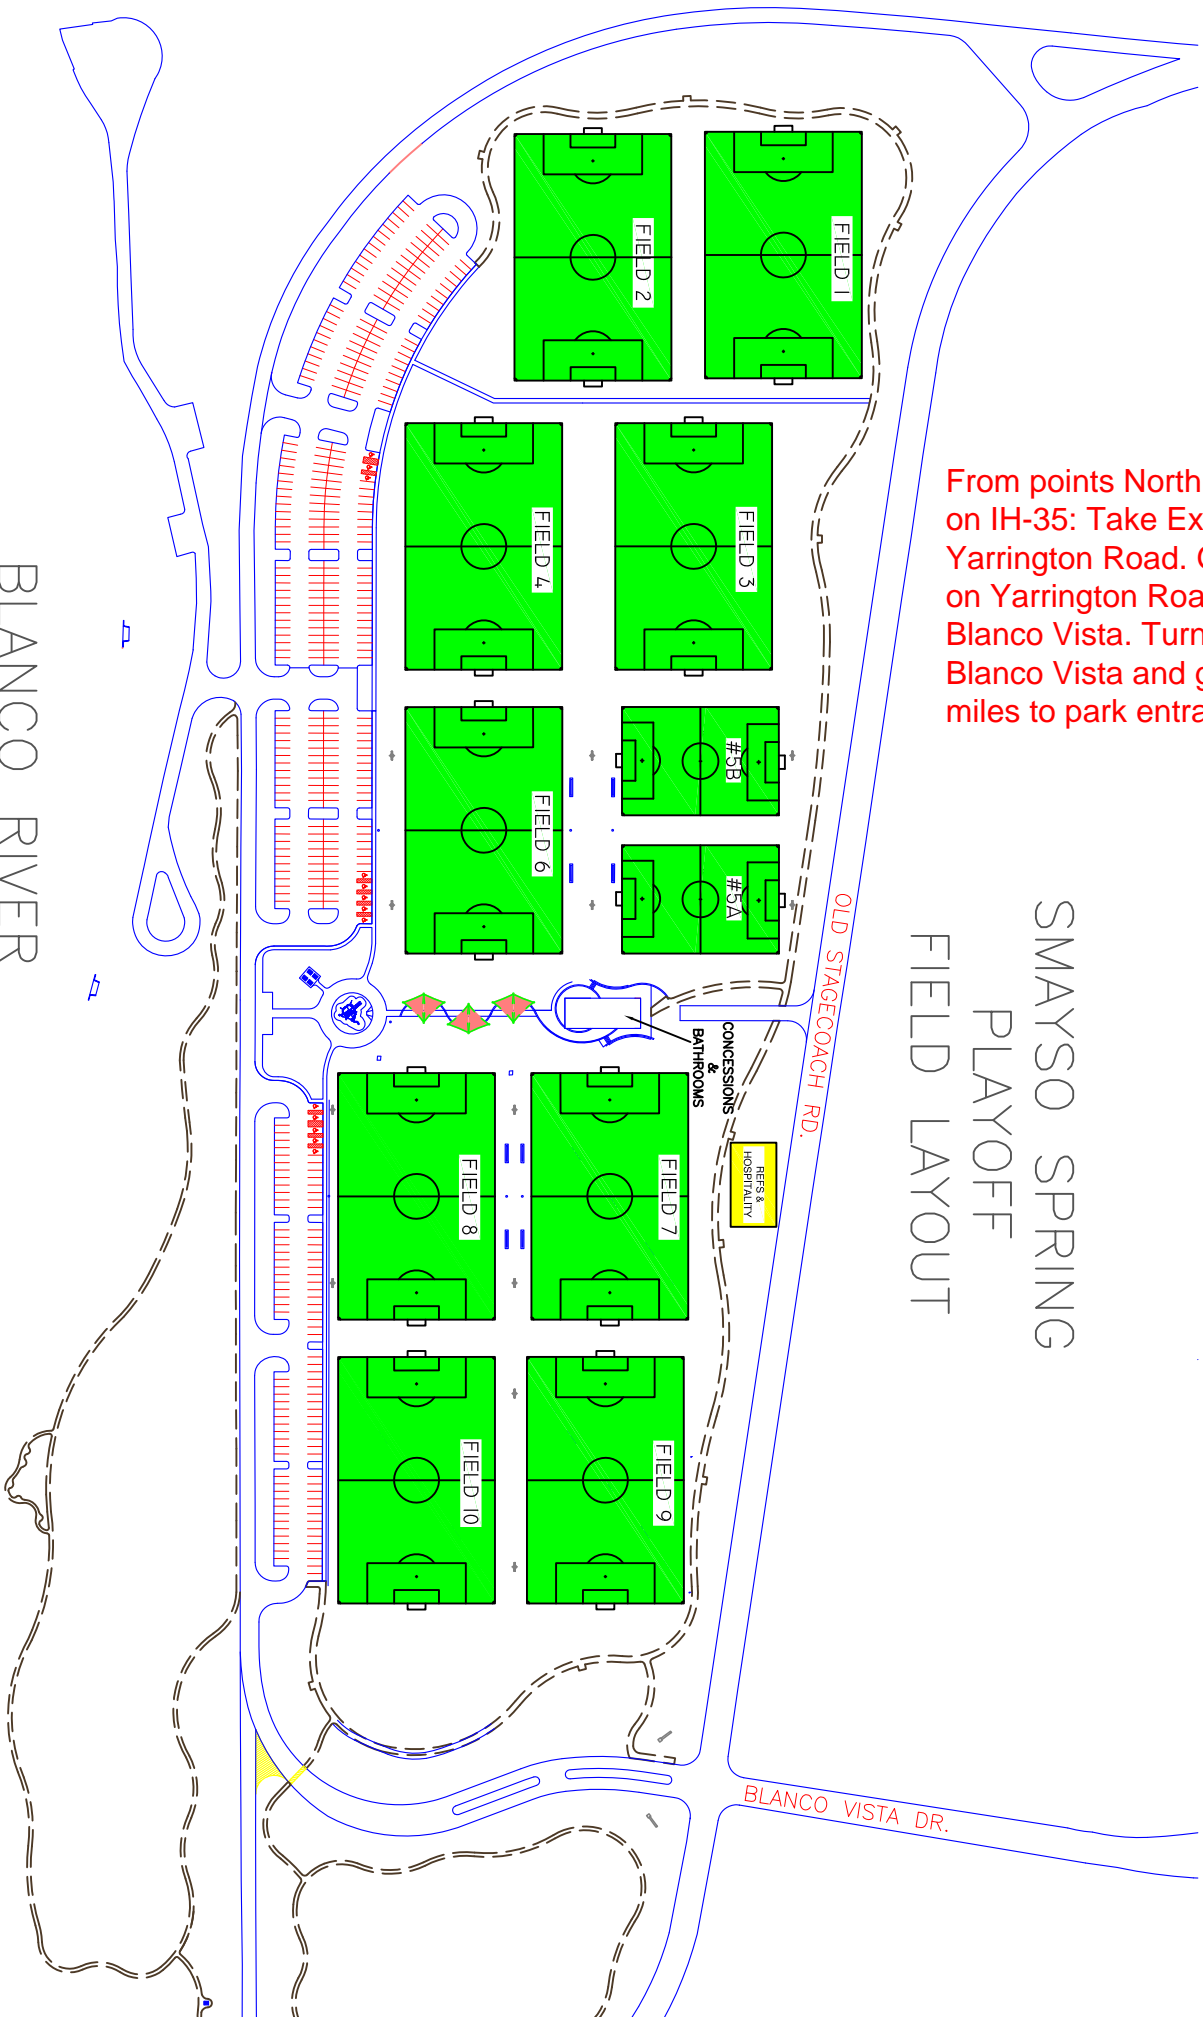 SMAYSO SPRING
PLAYOFF
FIELD LAYOUT
From points North
on IH-35: Take Ex
Yarrington Road.
on Yarrington Roa
Blanco Vista. Turn
Blanco Vista and g
miles to park entra
FIELD 1
FIELD 2
FIELD 3
FIELD 4
#5B
#5A
FIELD 6
OLD STAGECOACH RD.
CONCESSIONS
&
BATHROOMS
REFS &
HOSPITALITY
FIELD 7
FIELD 8
FIELD 9
FIELD 10
BLANCO VISTA DR.
BLANCO RIVER